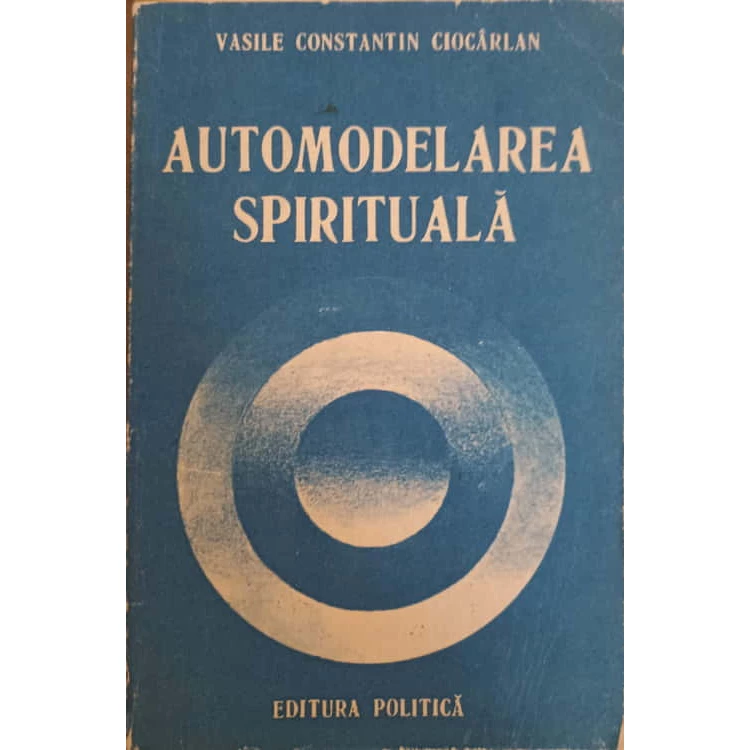 VASILE CONSTANTIN CIOCÂRLAN
AUTOMODELAREA
SPIRITUALĂ
EDITURA POLITICĂ